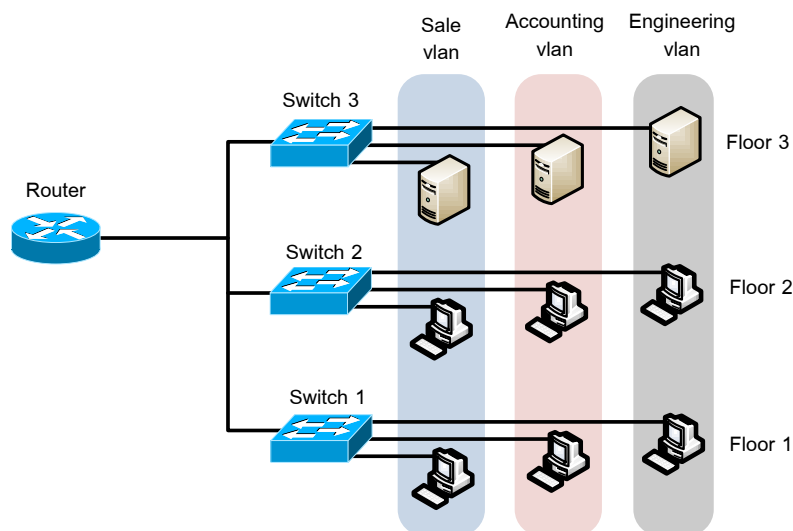 Sale
vlan
Accounting
vlan
Engineering
vlan
Switch 3
Floor 3
Router
Switch 2
Floor 2
Switch 1
Floor 1